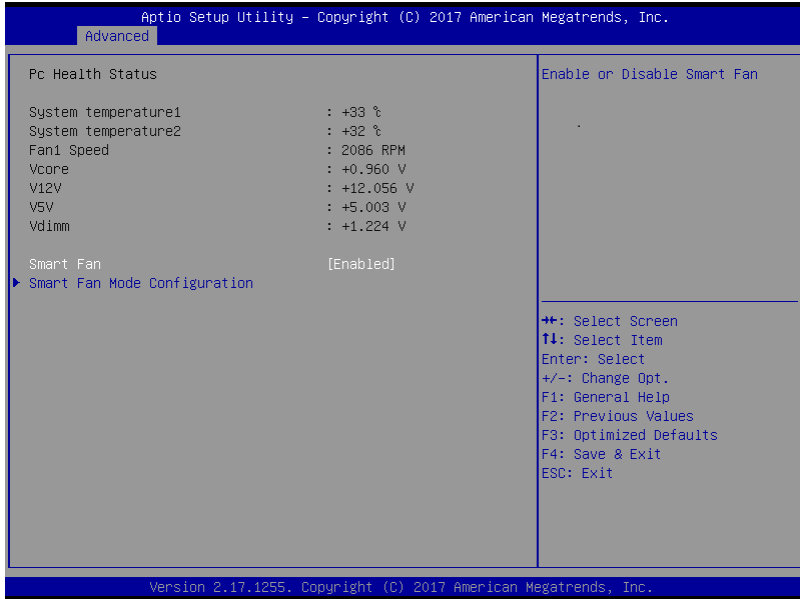 Aptio Setup Utility – Copyright (C) 2017 American Megatrends, Inc.
Advanced
Pc Health Status
System temperature1 : +33 ℃
System temperature2 : +32 ℃
Fan1 Speed : 2086 RPM
Vcore : +0.960 V
V12V : +12.056 V
V5V : +5.003 V
Vdimm : +1.224 V
Smart Fan [Enabled]
Smart Fan Mode Configuration
Enable or Disable Smart Fan
→←: Select Screen
↑↓: Select Item
Enter: Select
+/-: Change Opt.
F1: General Help
F2: Previous Values
F3: Optimized Defaults
F4: Save & Exit
ESC: Exit
Version 2.17.1255. Copyright (C) 2017 American Megatrends, Inc.